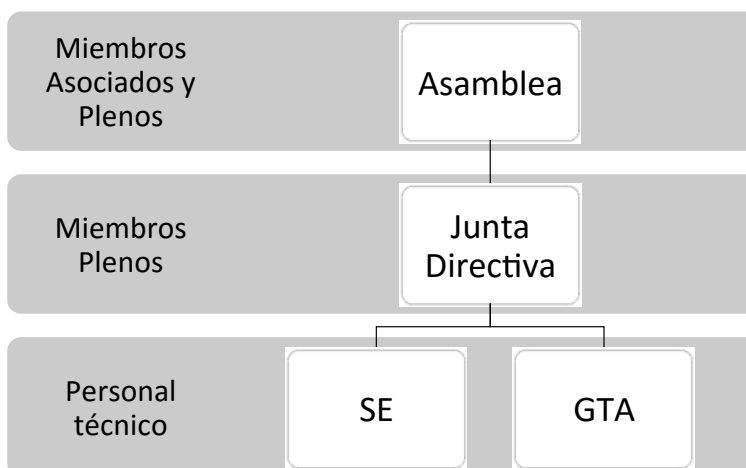 Miembros
Asociados y
Plenos
Asamblea
Miembros
Plenos
Junta
Directiva
Personal
técnico
SE
GTA